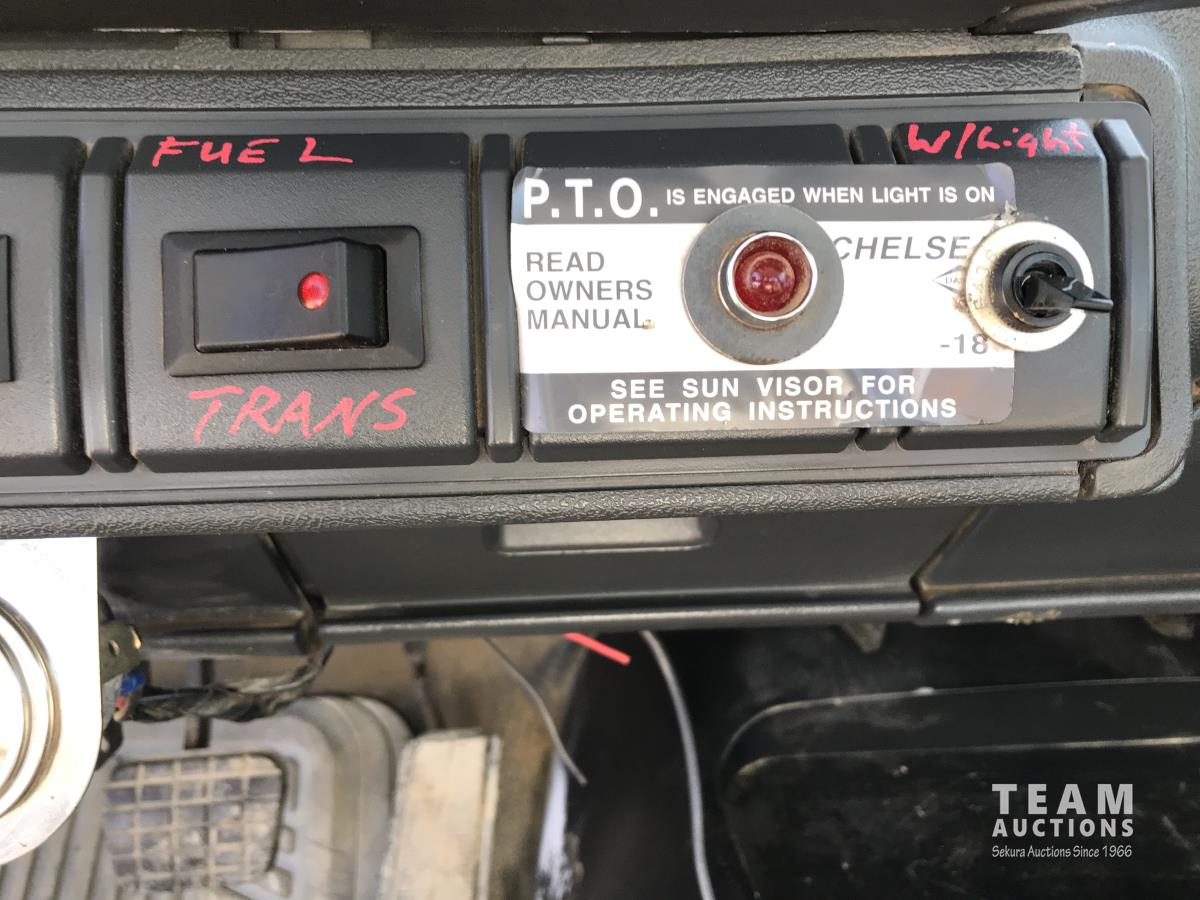 FUEL
TRANS
W/Light
P.T.O. IS ENGAGED WHEN LIGHT IS ON
READ
OWNERS
MANUAL
CHELSE
-18
SEE SUN VISOR FOR
OPERATING INSTRUCTIONS
TEAM
AUCTIONS
Sekura Auctions Since 1966